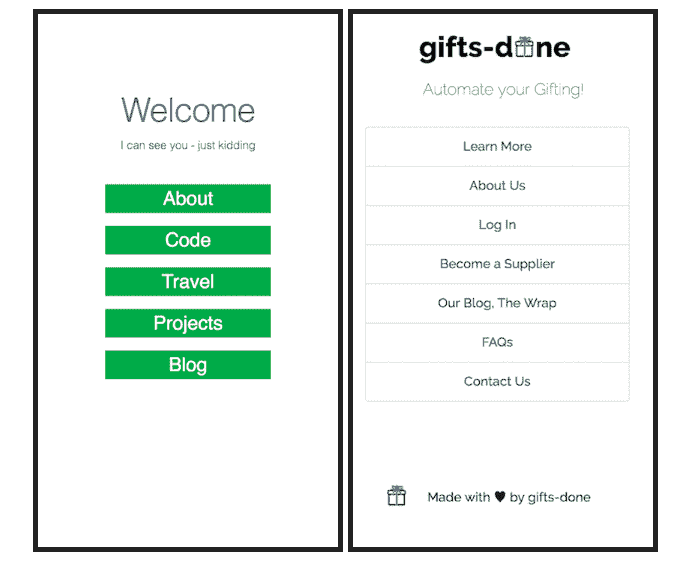 Welcome
I can see you - just kidding
About
Code
Travel
Projects
Blog
gifts-done
Automate your Gifting!
Learn More
About Us
Log In
Become a Supplier
Our Blog, The Wrap
FAQs
Contact Us
Made with ♥ by gifts-done